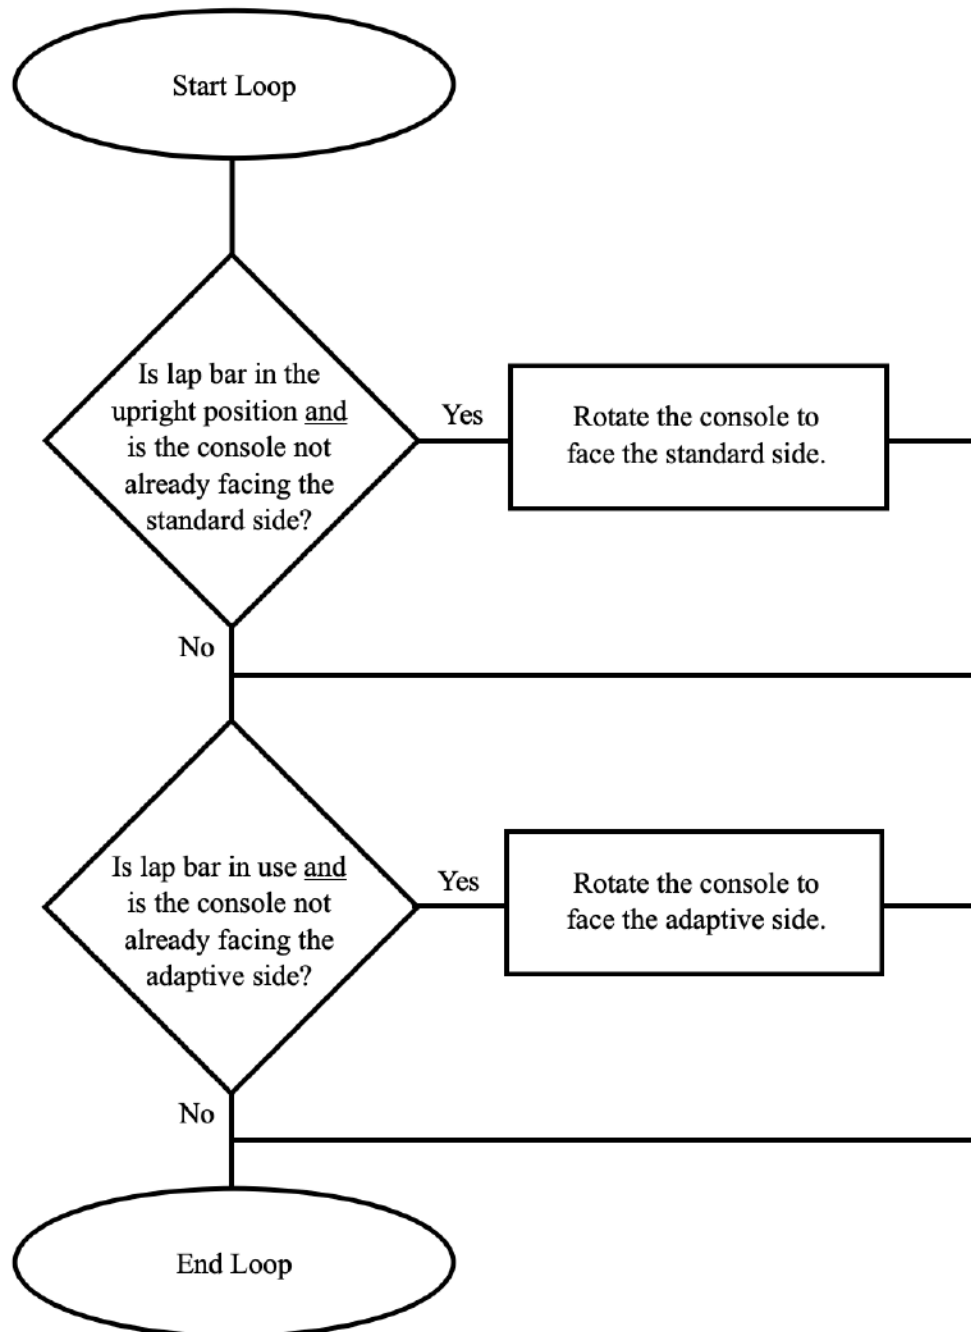 Start Loop
Is lap bar in the
upright position and
is the console not
already facing the
standard side?
Yes
Rotate the console to
face the standard side.
No
Is lap bar in use and
is the console not
already facing the
adaptive side?
Yes
Rotate the console to
face the adaptive side.
No
End Loop